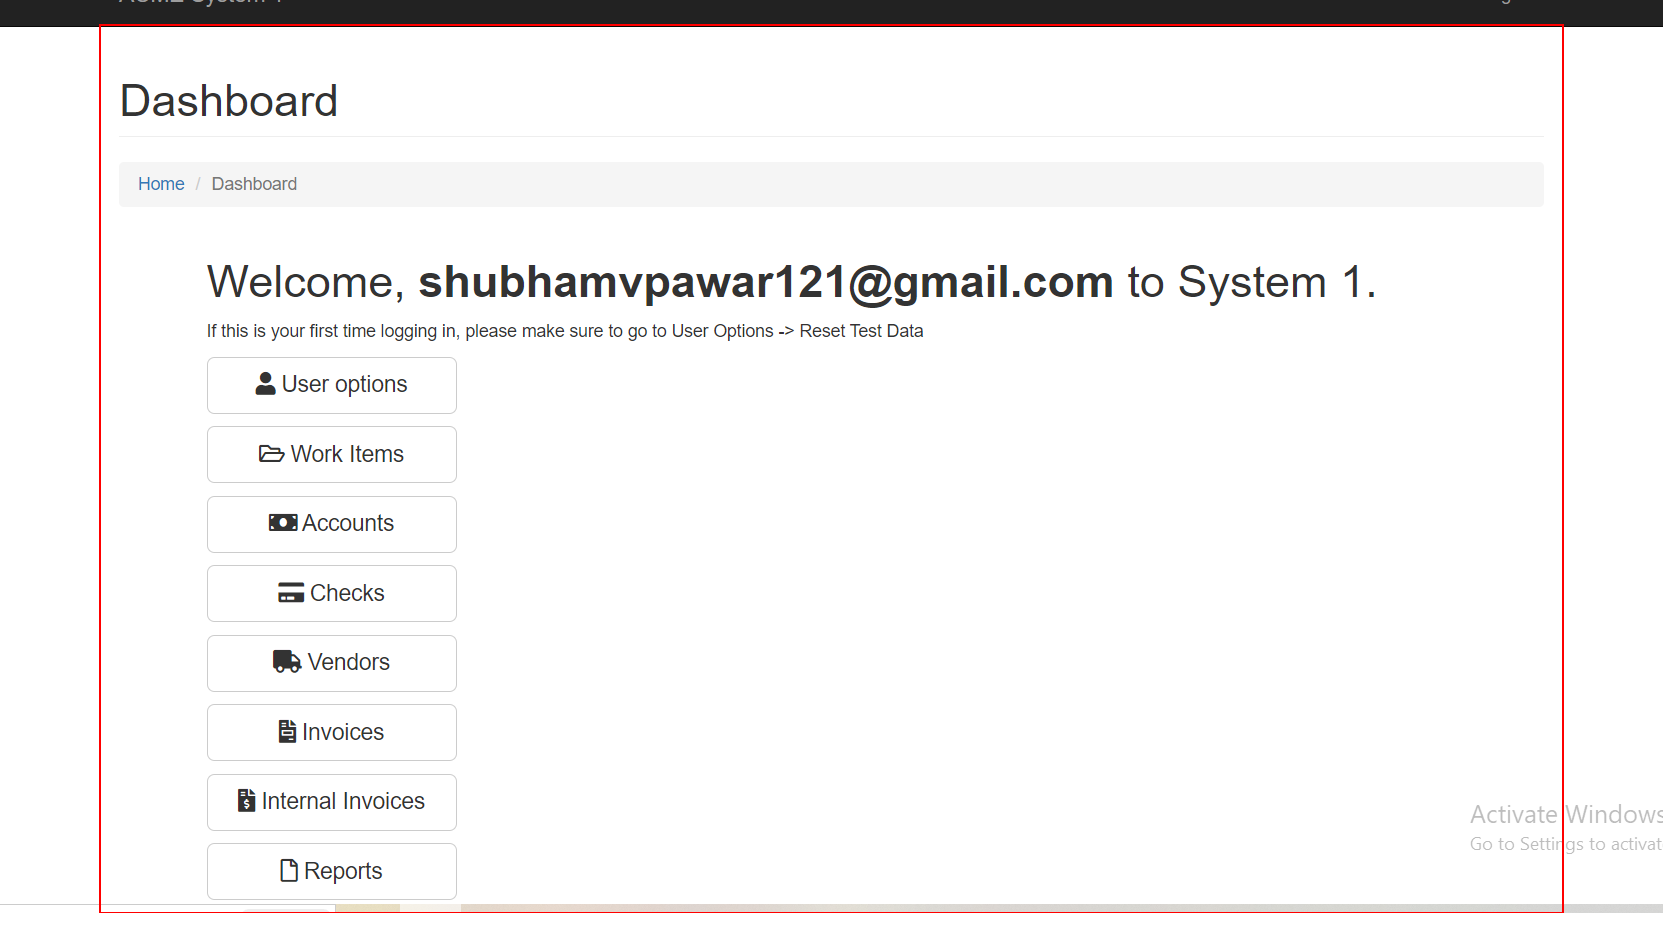 Dashboard
Home / Dashboard
Welcome, shubhamvpawar121@gmail.com to System 1.
If this is your first time logging in, please make sure to go to User Options -> Reset Test Data
User options
Work Items
Accounts
Checks
Vendors
Invoices
Internal Invoices
Reports
Activate Windows
Go to Settings to activat